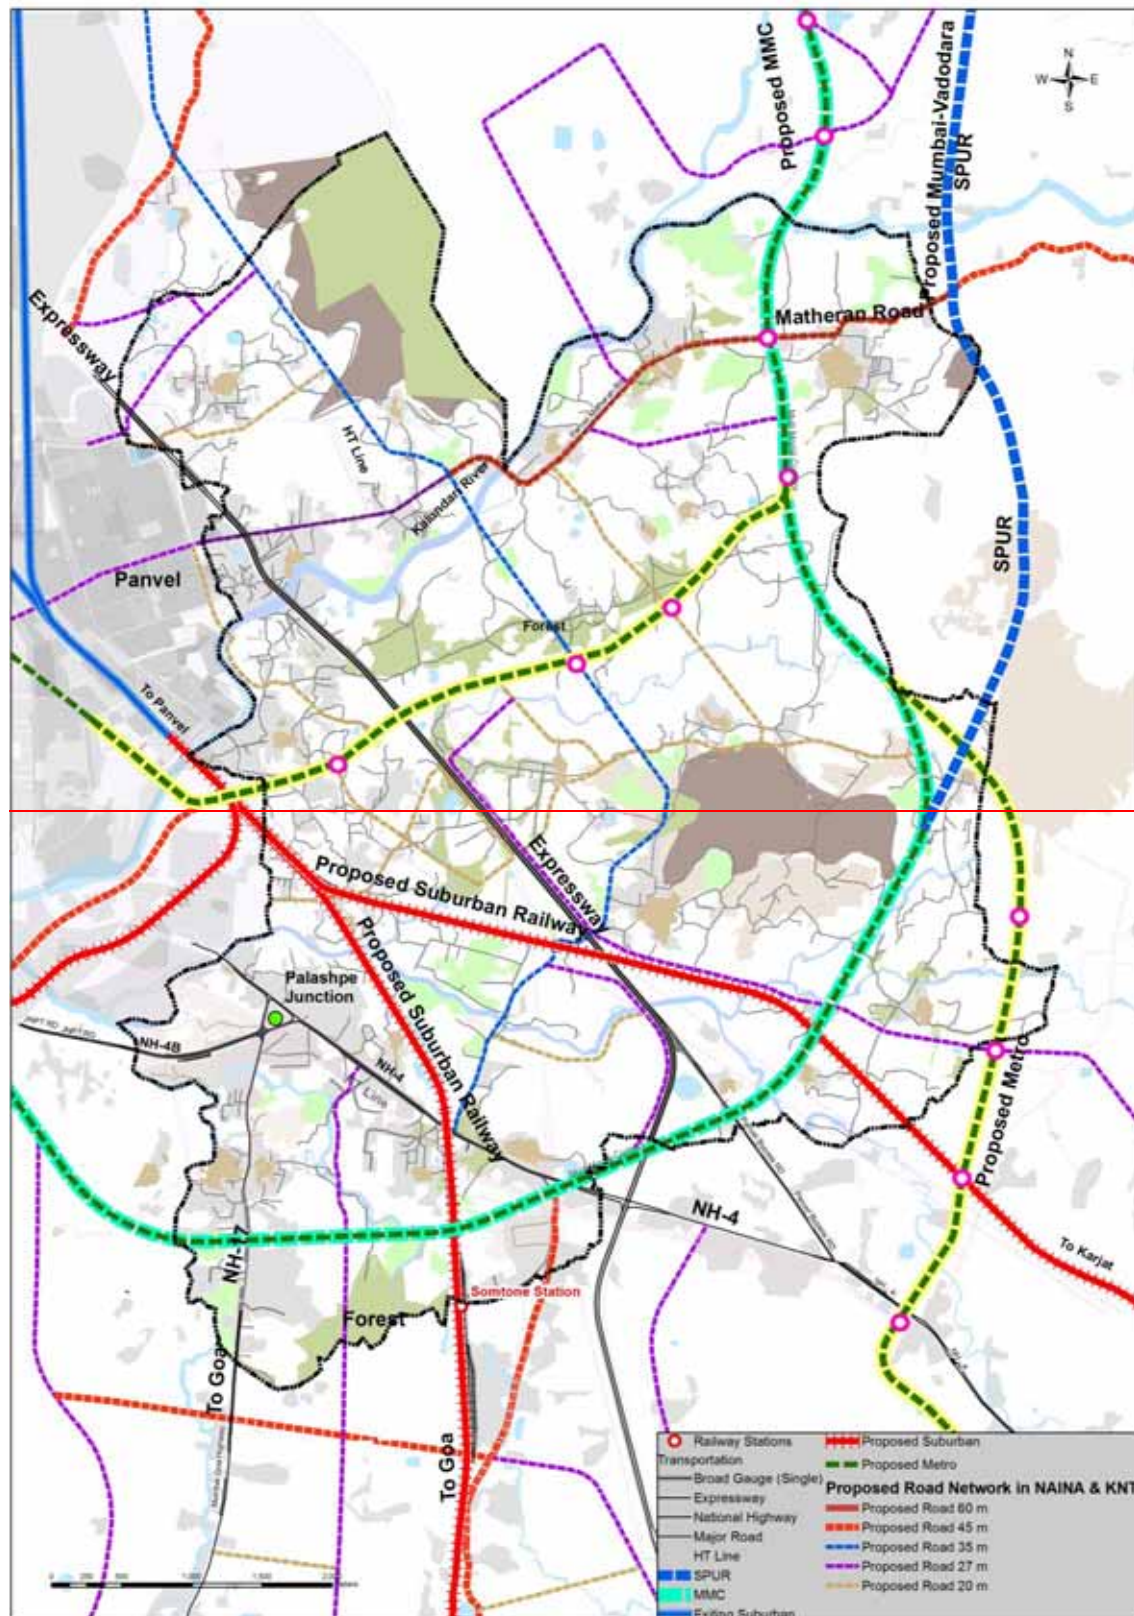 Proposed MMC
Proposed Mumbai-Vadodara
SPUR
N
W E
S
Expressway
Matheran Road
HT Line
Kalundari River
SPUR
Panvel
Forest
To Panvel
Proposed Suburban Railway
Expressway
Proposed Suburban Railway
Palashpe
Junction
NH-4B
NH-4
Line
Proposed Metro
NH-4
To Karjat
NH-17
Somtone Station
Forest
To Goa
To Goa
Railway Stations
Transportation
Broad Gauge (Single)
Expressway
National Highway
Major Road
HT Line
SPUR
MMC
Exiting Suburban
Proposed Suburban
Proposed Metro
Proposed Road Network in NAINA & KNT
Proposed Road 60 m
Proposed Road 45 m
Proposed Road 35 m
Proposed Road 27 m
Proposed Road 20 m